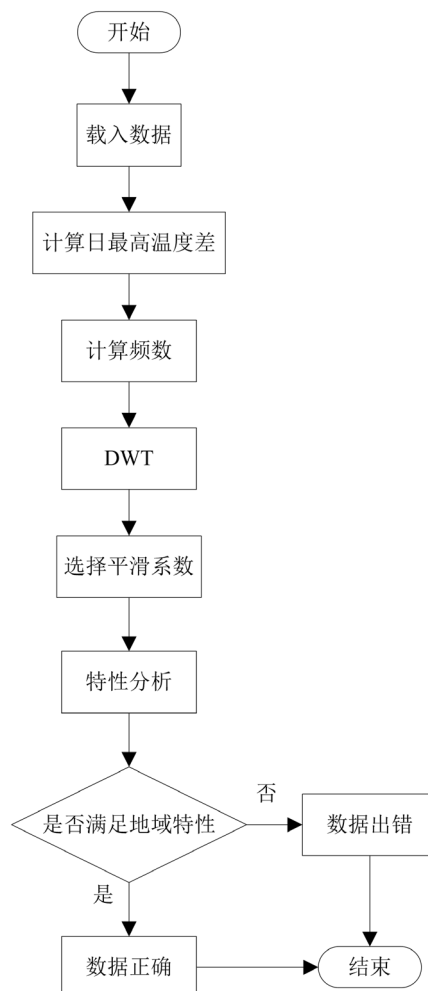 开始
载入数据
计算日最高温度差
计算频数
DWT
选择平滑系数
特性分析
是否满足地域特性
否
数据出错
是
数据正确
结束